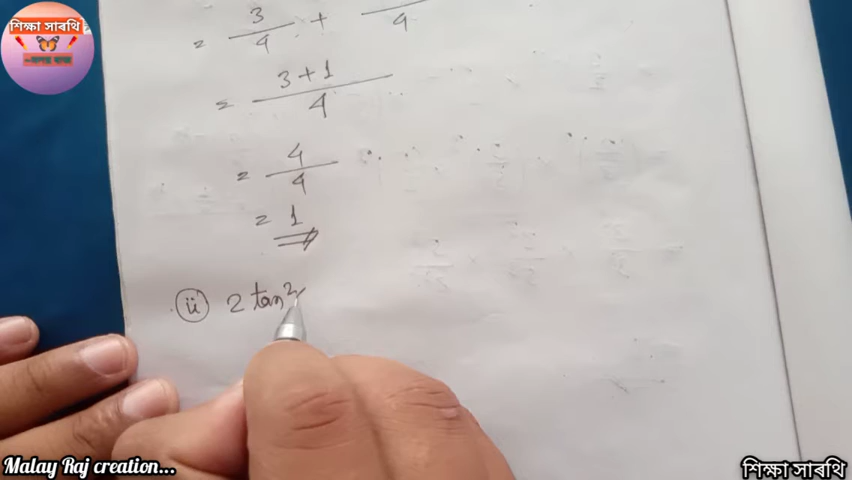 শিক্ষা সাৰথি
= 3/4 + /4
= 3+1/4
= 4/4
= 1
(ii) 2 tan²
Malay Raj creation...
শিক্ষা সাৰথি